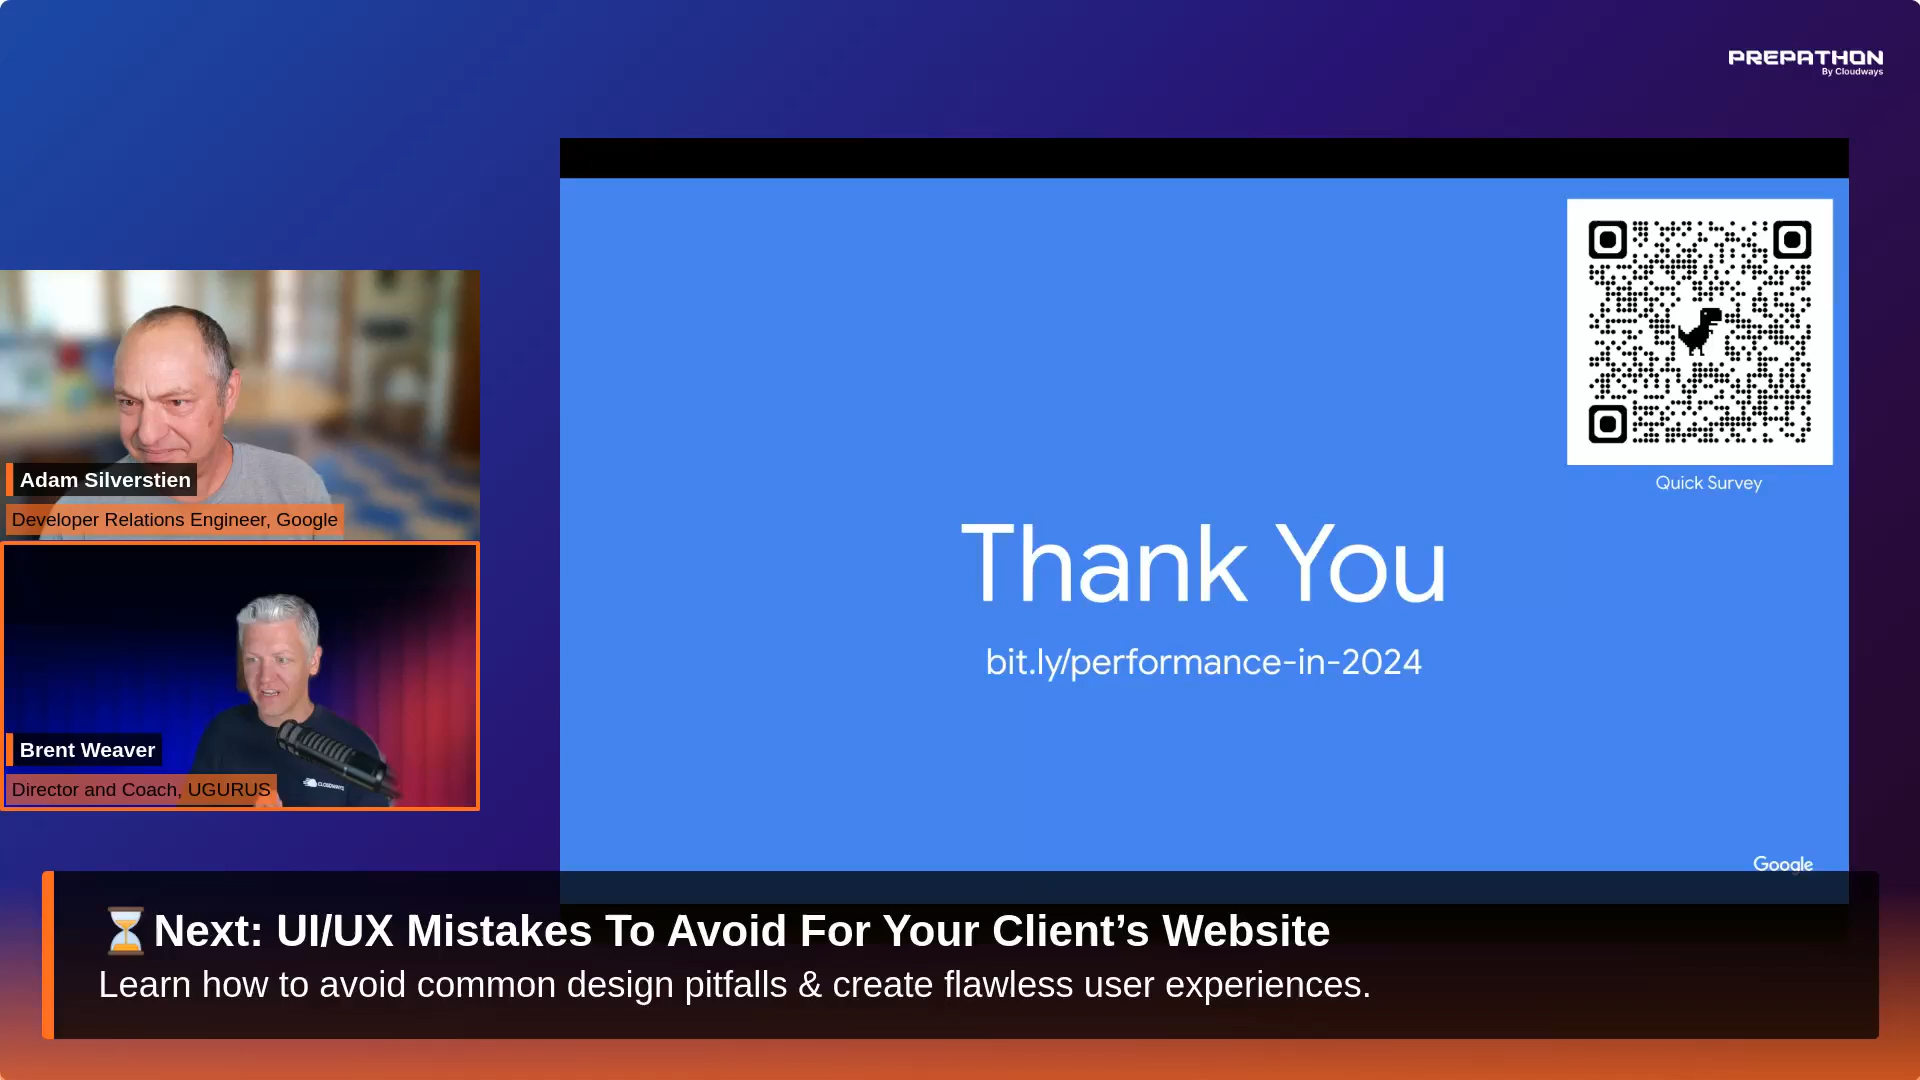 PREPATHON
By Cloudways
Quick Survey
Thank You
bit.ly/performance-in-2024
Google
Adam Silverstien
Developer Relations Engineer, Google
CLOUDWAYS
Brent Weaver
Director and Coach, UGURUS
⏳Next: UI/UX Mistakes To Avoid For Your Client’s Website
Learn how to avoid common design pitfalls & create flawless user experiences.